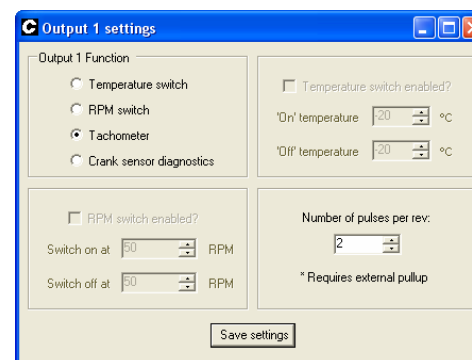 C Output 1 settings
Output 1 Function
Temperature switch
RPM switch
Tachometer
Crank sensor diagnostics
Temperature switch enabled?
'On' temperature -20 °C
'Off' temperature -20 °C
RPM switch enabled?
Switch on at 50 RPM
Switch off at 50 RPM
Number of pulses per rev:
2
* Requires external pullup
Save settings